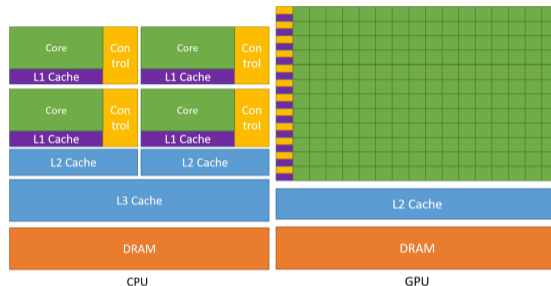 Core
Con
trol
L1 Cache
Core
Con
trol
L1 Cache
Core
Con
trol
L1 Cache
Core
Con
trol
L1 Cache
L2 Cache
L2 Cache
L3 Cache
DRAM
CPU
L2 Cache
DRAM
GPU